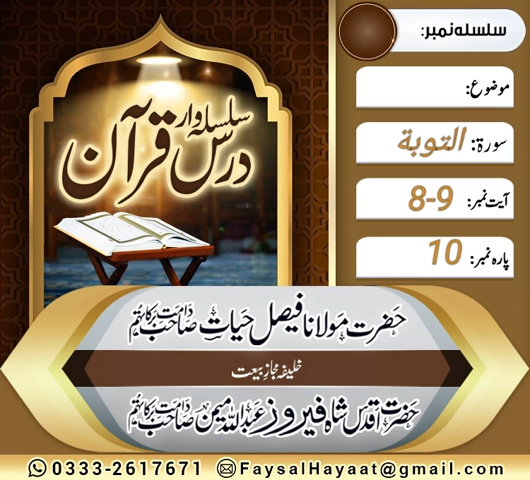 سلسلہ نمبر:
موضوع:
سورۃ: التوبة
آیت نمبر: 8-9
پارہ نمبر: 10
سلسلہ وار
درس قرآن
حضرت مولانا فیصل حیات صاحب دامت برکاتہم
خلیفہ مجاز بیعت
حضرت اقدس شاہ فیروز عبداللہ میمن صاحب دامت برکاتہم
0333-2617671 FaysalHayaat@gmail.com